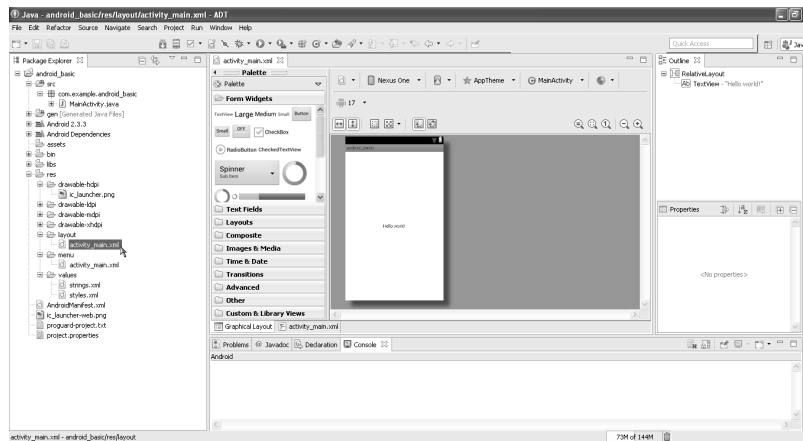 Java - android_basic/res/layout/activity_main.xml - ADT
File Edit Refactor Source Navigate Search Project Run Window Help
Quick Access
Jav
Package Explorer
android_basic
src
com.example.android_basic
MainActivity.java
gen [Generated Java Files]
Android 2.3.3
Android Dependencies
assets
bin
libs
res
drawable-hdpi
ic_launcher.png
drawable-ldpi
drawable-mdpi
drawable-xhdpi
layout
activity_main.xml
menu
activity_main.xml
values
strings.xml
styles.xml
AndroidManifest.xml
ic_launcher-web.png
proguard-project.txt
project.properties
activity_main.xml
Palette
Palette
Form Widgets
TextView Large Medium Small Button
Small OFF CheckBox
RadioButton CheckedTextView
Spinner
Sub Item
Text Fields
Layouts
Composite
Images & Media
Time & Date
Transitions
Advanced
Other
Custom & Library Views
Graphical Layout activity_main.xml
Nexus One AppTheme MainActivity
17
android_basic
Hello world
Outline
RelativeLayout
Ab TextView - "Hello world!"
Properties
<No properties>
Problems @ Javadoc Declaration Console
Android
activity_main.xml - android_basic/res/layout
73M of 144M